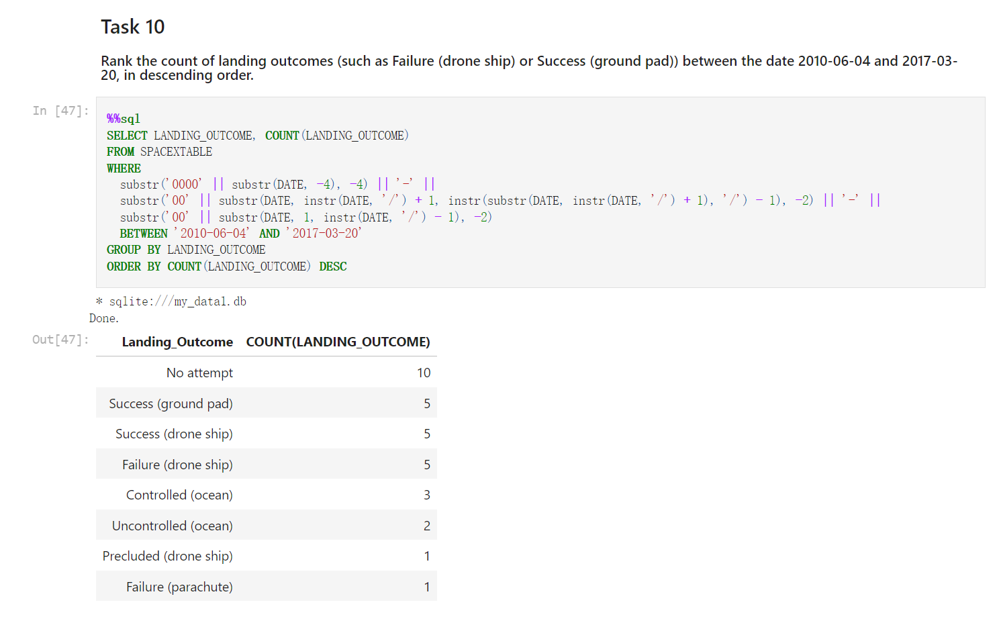 Task 10
Rank the count of landing outcomes (such as Failure (drone ship) or Success (ground pad)) between the date 2010-06-04 and 2017-03-
20, in descending order.
In [47]:
%%sql
SELECT LANDING_OUTCOME, COUNT(LANDING_OUTCOME)
FROM SPACEXTABLE
WHERE
  substr('0000' || substr(DATE, -4), -4) || '-' ||
  substr('00' || substr(DATE, instr(DATE, '/') + 1, instr(substr(DATE, instr(DATE, '/') + 1), '/') - 1), -2) || '-' ||
  substr('00' || substr(DATE, 1, instr(DATE, '/') - 1), -2)
  BETWEEN '2010-06-04' AND '2017-03-20'
GROUP BY LANDING_OUTCOME
ORDER BY COUNT(LANDING_OUTCOME) DESC
* sqlite:///my_data1.db
Done.
Out[47]:
Landing_Outcome COUNT(LANDING_OUTCOME)
No attempt 10
Success (ground pad) 5
Success (drone ship) 5
Failure (drone ship) 5
Controlled (ocean) 3
Uncontrolled (ocean) 2
Precluded (drone ship) 1
Failure (parachute) 1